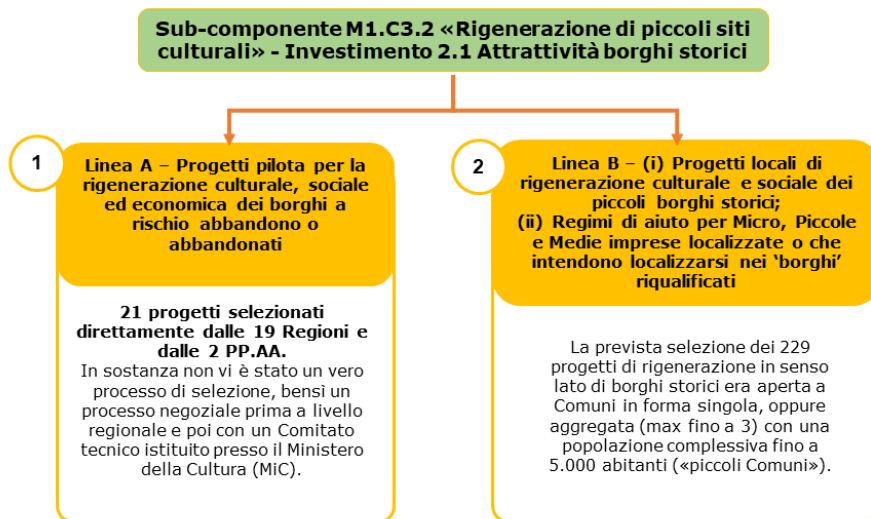 Sub-componente M1.C3.2 «Rigenerazione di piccoli siti
culturali» - Investimento 2.1 Attrattività borghi storici
1
Linea A – Progetti pilota per la
rigenerazione culturale, sociale
ed economica dei borghi a
rischio abbandono o
abbandonati
21 progetti selezionati
direttamente dalle 19 Regioni e
dalle 2 PP.AA.
In sostanza non vi è stato un vero
processo di selezione, bensì un
processo negoziale prima a livello
regionale e poi con un Comitato
tecnico istituito presso il Ministero
della Cultura (MiC).
2
Linea B – (i) Progetti locali di
rigenerazione culturale e sociale dei
piccoli borghi storici;
(ii) Regimi di aiuto per Micro, Piccole
e Medie imprese localizzate o che
intendono localizzarsi nei ‘borghi’
riqualificati
La prevista selezione dei 229
progetti di rigenerazione in senso
lato di borghi storici era aperta a
Comuni in forma singola, oppure
aggregata (max fino a 3) con una
popolazione complessiva fino a
5.000 abitanti («piccoli Comuni»).